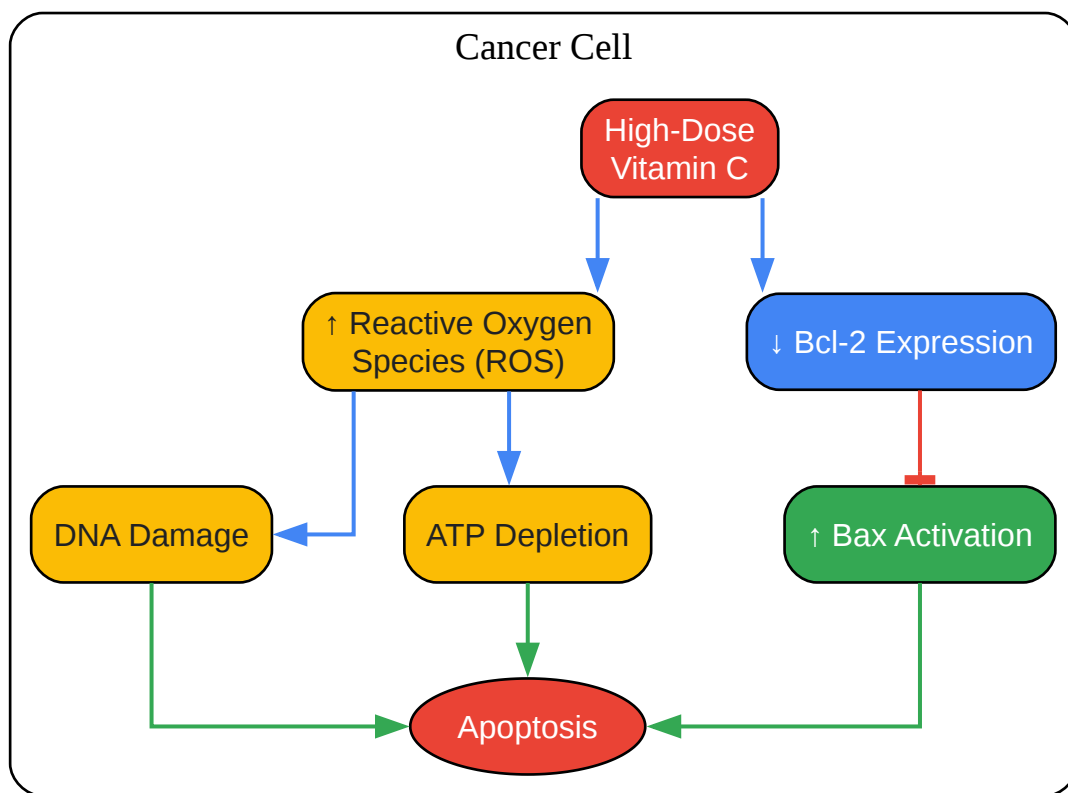 Cancer Cell
High-Dose
Vitamin C
↑ Reactive Oxygen
Species (ROS)
↓ Bcl-2 Expression
DNA Damage
ATP Depletion
↑ Bax Activation
Apoptosis